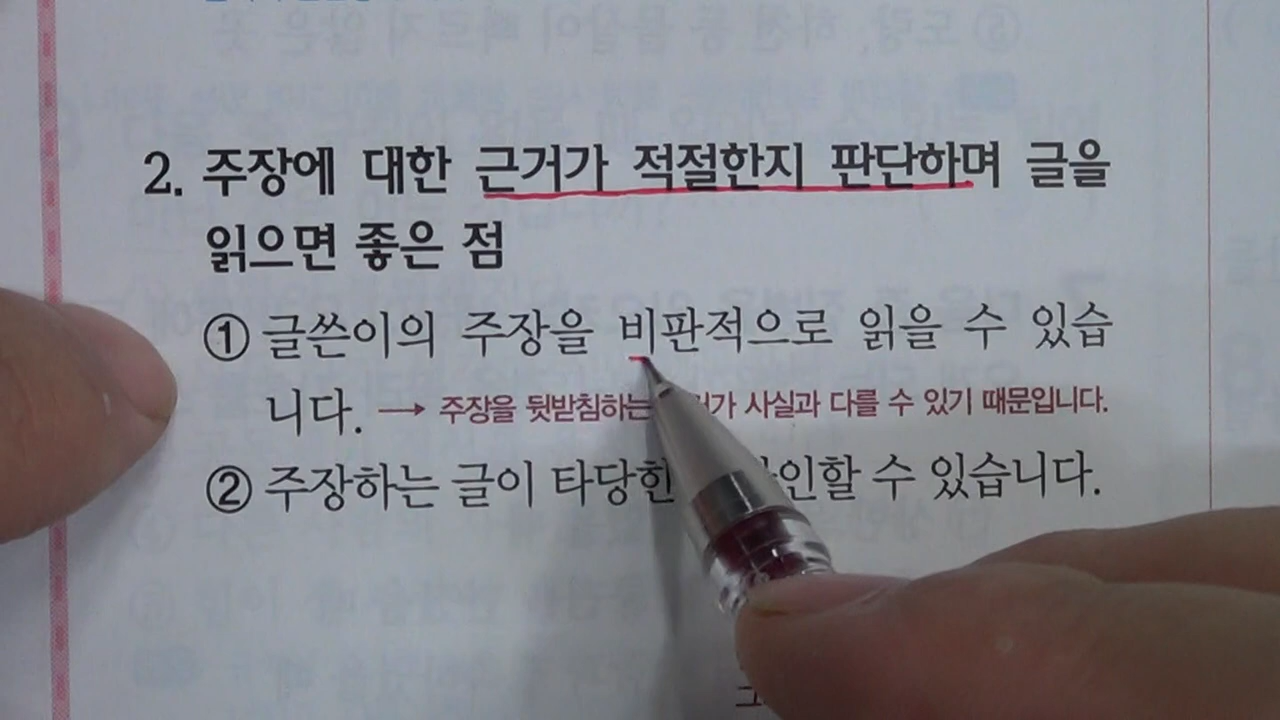 2. 주장에 대한 근거가 적절한지 판단하며 글을
읽으면 좋은 점
① 글쓴이의 주장을 비판적으로 읽을 수 있습
니다. → 주장을 뒷받침하는 사실과 다를 수 있기 때문입니다.
② 주장하는 글이 타당한 수 있습니다.